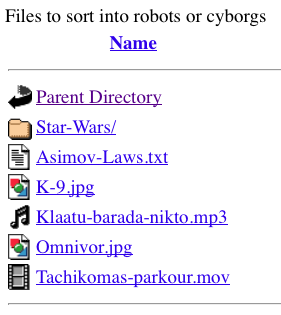 Files to sort into robots or cyborgs
Name
Parent Directory
Star-Wars/
Asimov-Laws.txt
K-9.jpg
Klaatu-barada-nikto.mp3
Omnivor.jpg
Tachikomas-parkour.mov